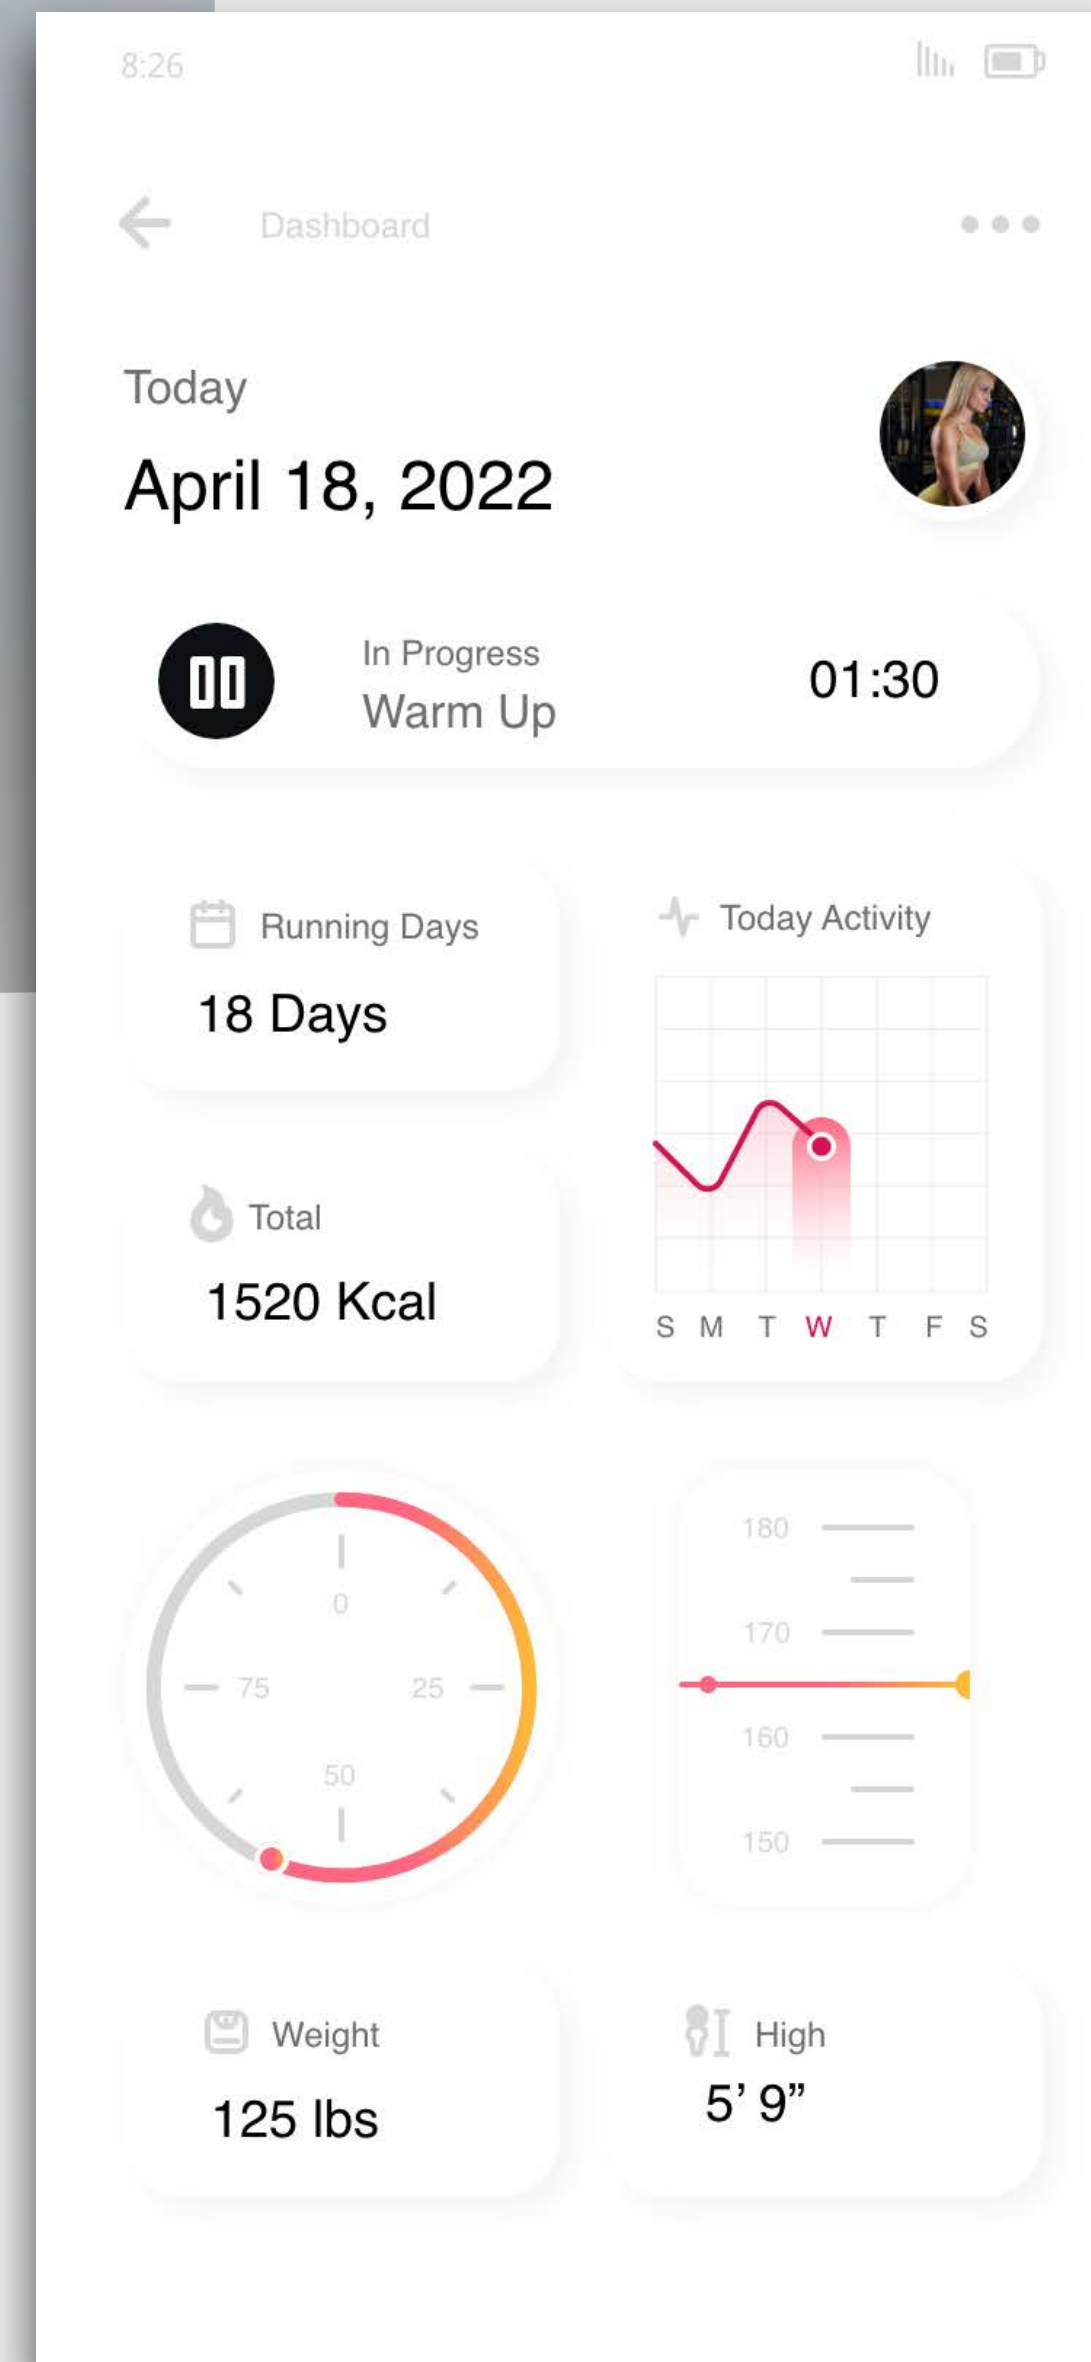 8:26
Dashboard
Today
April 18, 2022
In Progress
Warm Up
01:30
Running Days
18 Days
Today Activity
S M T W T F S
Total
1520 Kcal
0
25
50
75
180
170
160
150
Weight
125 lbs
High
5’ 9”